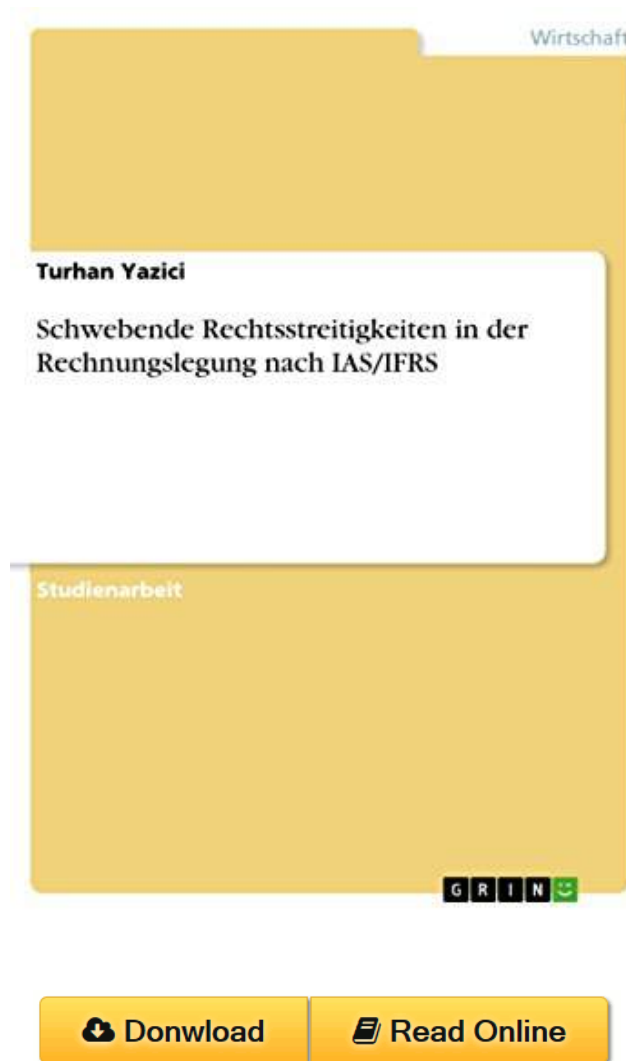 Wirtschaft
Turhan Yazici
Schwebende Rechtsstreitigkeiten in der
Rechnungslegung nach IAS/IFRS
Studienarbeit
GRIN
Donwload
Read Online